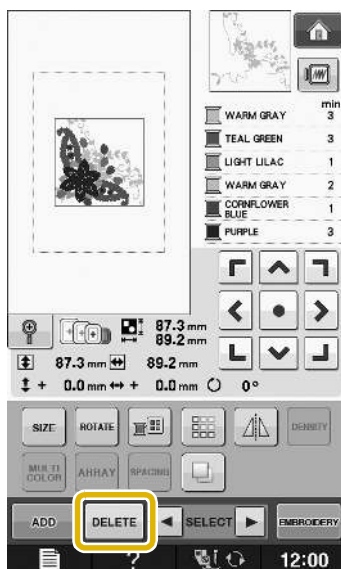 min
WARM GRAY 3
TEAL GREEN 3
LIGHT LILAC 1
WARM GRAY 2
CORNFLOWER
BLUE 1
PURPLE 3
87.3 mm
89.2 mm
87.3 mm 89.2 mm
+ 0.0 mm + 0.0 mm 0°
SIZE ROTATE DENSITY
MULTI
COLOR ARRAY SPACING
ADD DELETE SELECT EMBROIDERY
? 12:00